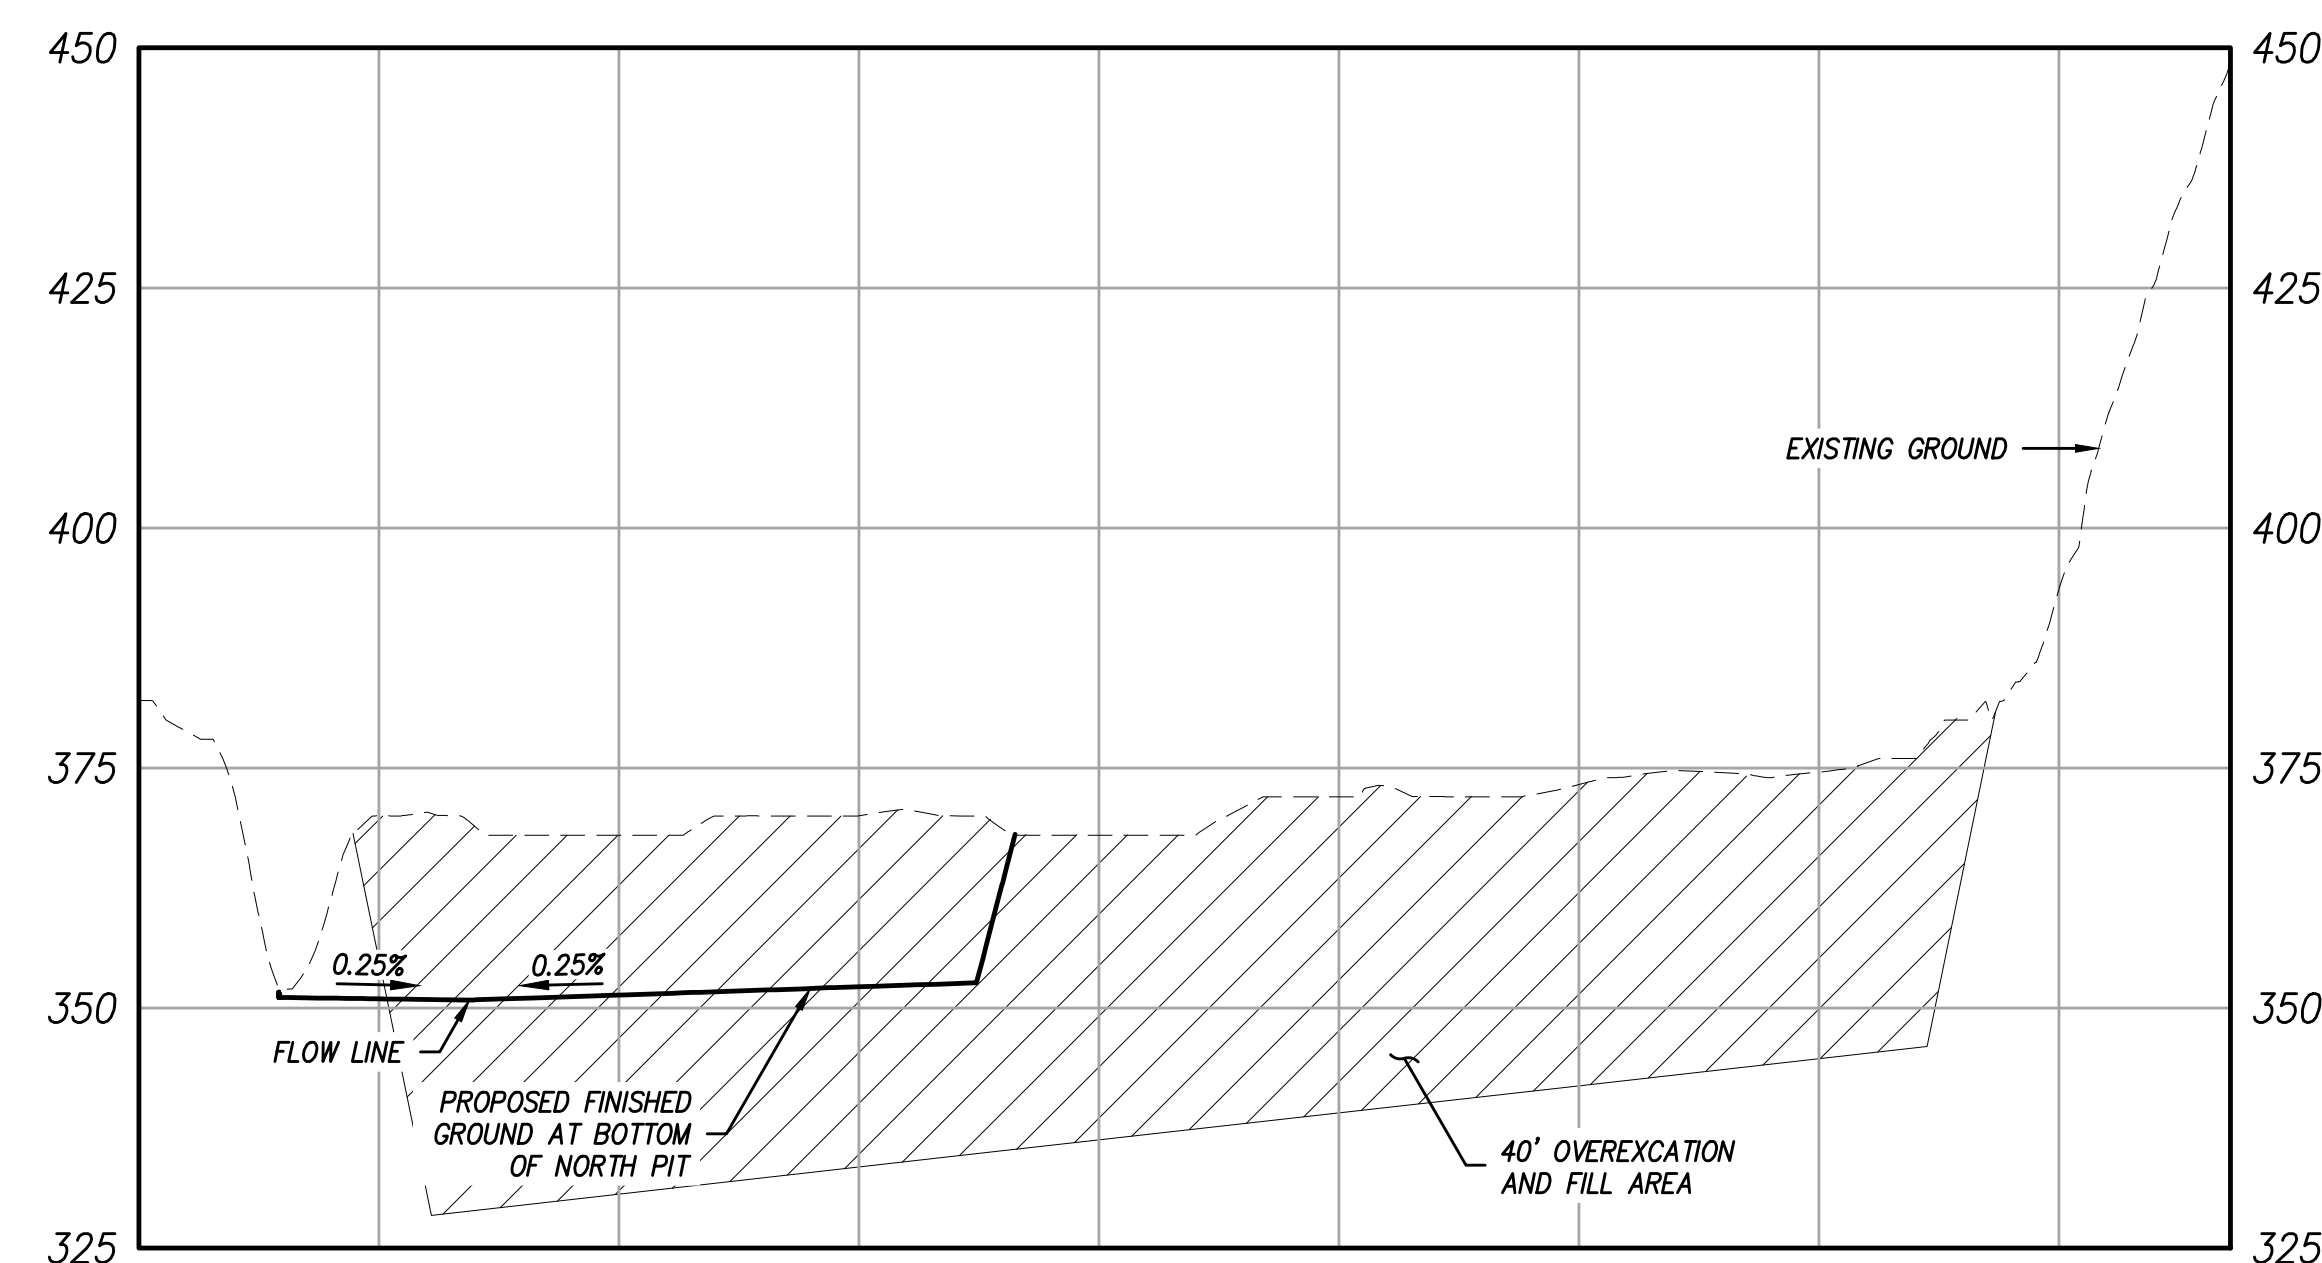 450 450
425 425
EXISTING GROUND
400 400
375 375
0.25% 0.25%
350 350
FLOW LINE
PROPOSED FINISHED
GROUND AT BOTTOM
OF NORTH PIT
40' OVEREXCATION
AND FILL AREA
325 325